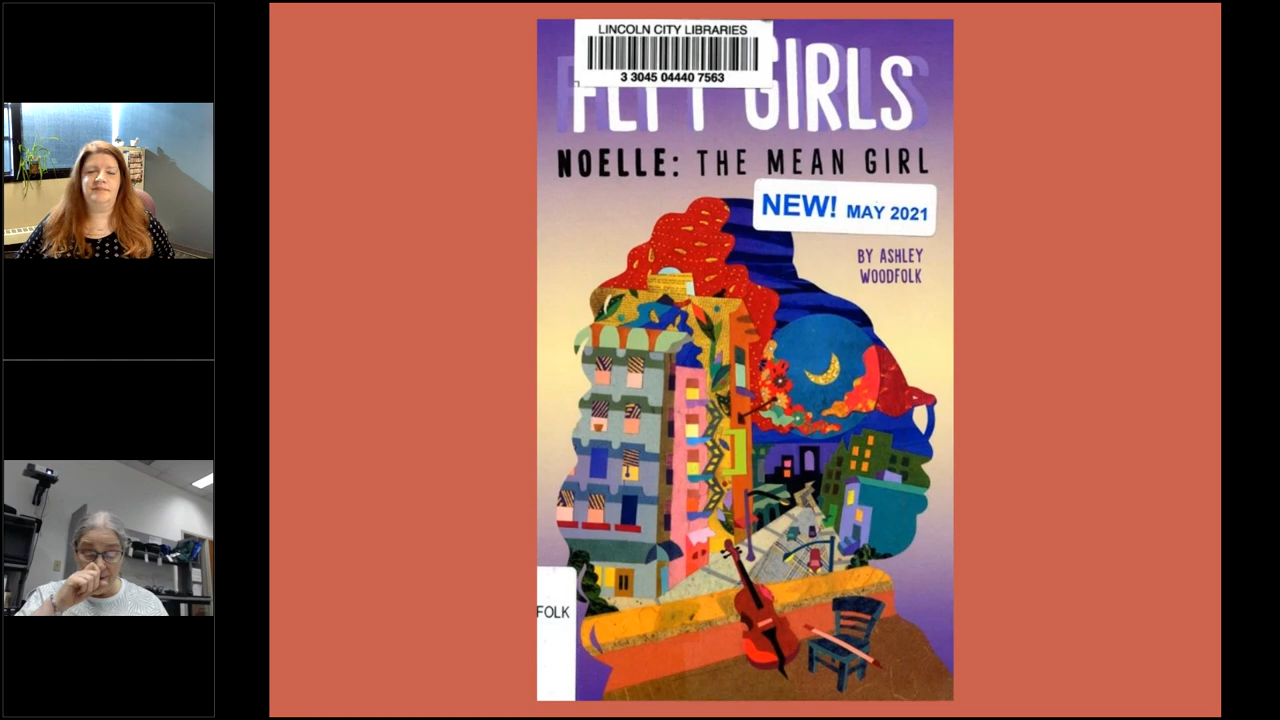 LINCOLN CITY LIBRARIES
3 3045 04440 7563
GIRLS
NOELLE: THE MEAN GIRL
NEW! MAY 2021
BY ASHLEY
WOODFOLK
FOLK